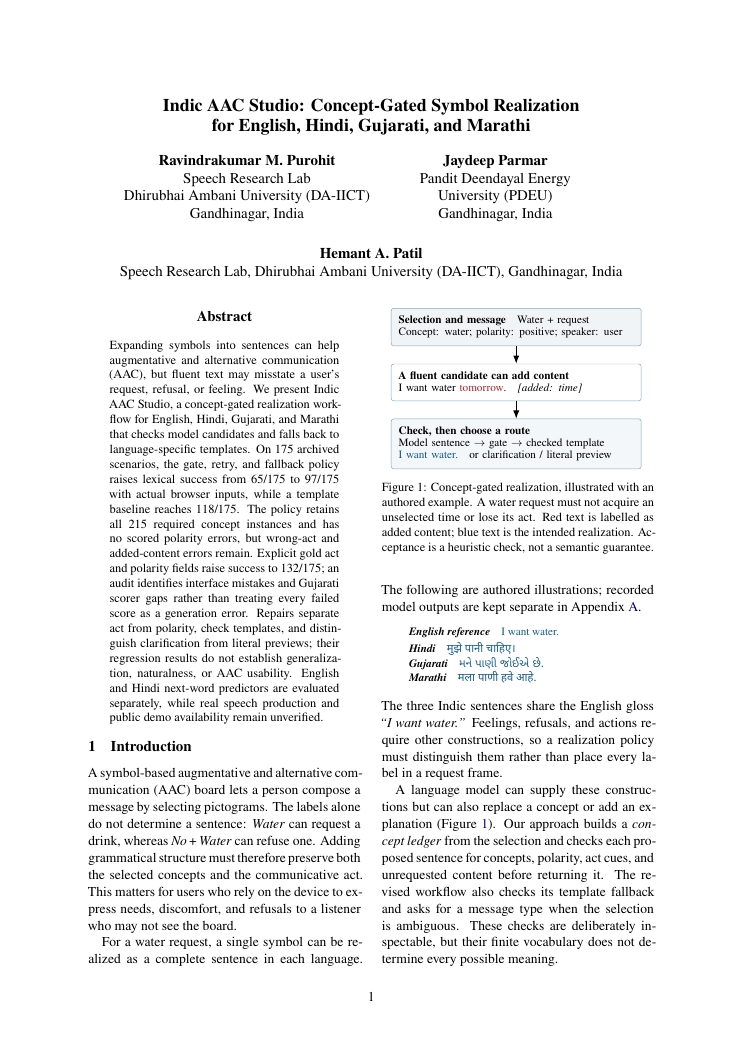 Indic AAC Studio: Concept-Gated Symbol Realization
for English, Hindi, Gujarati, and Marathi
Ravindrakumar M. Purohit
Speech Research Lab
Dhirubhai Ambani University (DA-IICT)
Gandhinagar, India
Jaydeep Parmar
Pandit Deendayal Energy
University (PDEU)
Gandhinagar, India
Hemant A. Patil
Speech Research Lab, Dhirubhai Ambani University (DA-IICT), Gandhinagar, India
Abstract
Expanding symbols into sentences can help
augmentative and alternative communication
(AAC), but fluent text may misstate a user's
request, refusal, or feeling. We present Indic
AAC Studio, a concept-gated realization work-
flow for English, Hindi, Gujarati, and Marathi
that checks model candidates and falls back to
language-specific templates. On 175 archived
scenarios, the gate, retry, and fallback policy
raises lexical success from 65/175 to 97/175
with actual browser inputs, while a template
baseline reaches 118/175. The policy retains
all 215 required concept instances and has
no scored polarity errors, but wrong-act and
added-content errors remain. Explicit gold act
and polarity fields raise success to 132/175; an
audit identifies interface mistakes and Gujarati
scorer gaps rather than treating every failed
score as a generation error. Repairs separate
act from polarity, check templates, and distin-
guish clarification from literal previews; their
regression results do not establish generaliza-
tion, naturalness, or AAC usability. English
and Hindi next-word predictors are evaluated
separately, while real speech production and
public demo availability remain unverified.
1 Introduction
A symbol-based augmentative and alternative com-
munication (AAC) board lets a person compose a
message by selecting pictograms. The labels alone
do not determine a sentence: Water can request a
drink, whereas No + Water can refuse one. Adding
grammatical structure must therefore preserve both
the selected concepts and the communicative act.
This matters for users who rely on the device to ex-
press needs, discomfort, and refusals to a listener
who may not see the board.
For a water request, a single symbol can be re-
alized as a complete sentence in each language.
Selection and message Water + request
Concept: water; polarity: positive; speaker: user
A fluent candidate can add content
I want water tomorrow. [added: time]
Check, then choose a route
Model sentence → gate → checked template
I want water. or clarification / literal preview
Figure 1: Concept-gated realization, illustrated with an
authored example. A water request must not acquire an
unselected time or lose its act. Red text is labelled as
added content; blue text is the intended realization. Ac-
ceptance is a heuristic check, not a semantic guarantee.
The following are authored illustrations; recorded
model outputs are kept separate in Appendix A.
English reference I want water.
Hindi मुझे पानी चाहिए।
Gujarati મને પાણી જોઈએ છે.
Marathi मला पाणी हवे आहे.
The three Indic sentences share the English gloss
"I want water." Feelings, refusals, and actions re-
quire other constructions, so a realization policy
must distinguish them rather than place every la-
bel in a request frame.
A language model can supply these construc-
tions but can also replace a concept or add an ex-
planation (Figure 1). Our approach builds a con-
cept ledger from the selection and checks each pro-
posed sentence for concepts, polarity, act cues, and
unrequested content before returning it. The re-
vised workflow also checks its template fallback
and asks for a message type when the selection
is ambiguous. These checks are deliberately in-
spectable, but their finite vocabulary does not de-
termine every possible meaning.
1